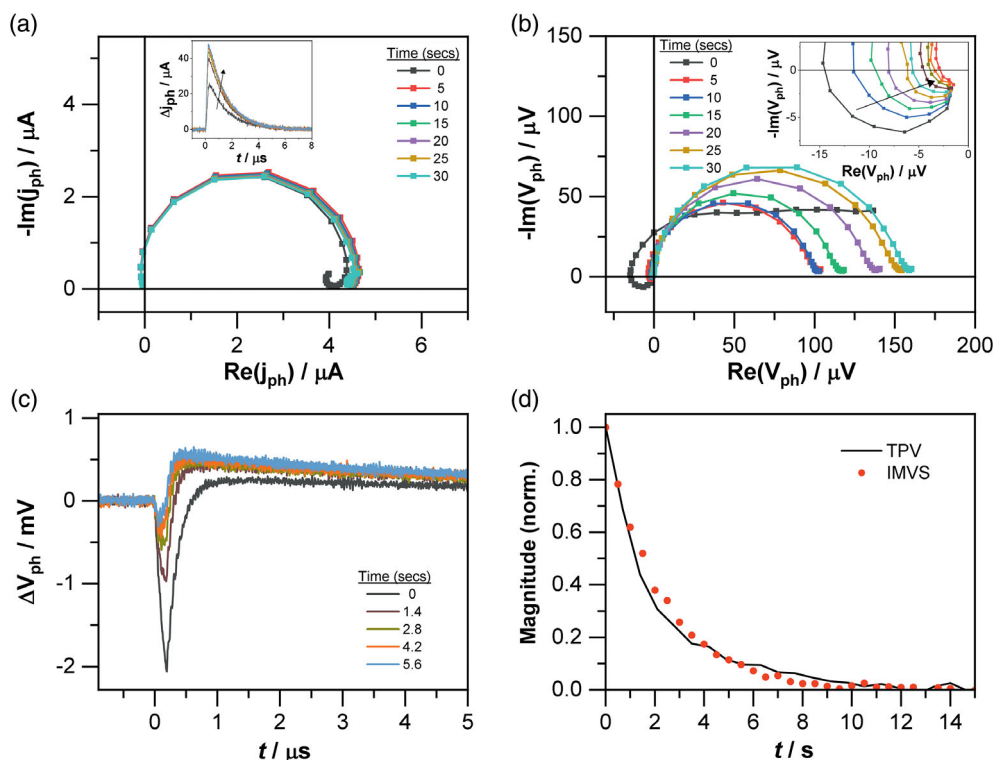 (a)
-Im(jph) / μA
4
2
0
0 2 4 6
Re(jph) / μA
Δjph / μA
40
20
0
0 2 4 6 8
t / μs
Time (secs)
0
5
10
15
20
25
30
(b)
-Im(Vph) / μV
150
100
50
0
0 50 100 150 200
Re(Vph) / μV
Time (secs)
0
5
10
15
20
25
30
-Im(Vph) / μV
0
-5
-15 -10 -5 0
Re(Vph) / μV
(c)
ΔVph / mV
1
0
-1
-2
0 1 2 3 4 5
t / μs
Time (secs)
0
1.4
2.8
4.2
5.6
(d)
Magnitude (norm.)
1.0
0.8
0.6
0.4
0.2
0.0
0 2 4 6 8 10 12 14
t / s
TPV
IMVS